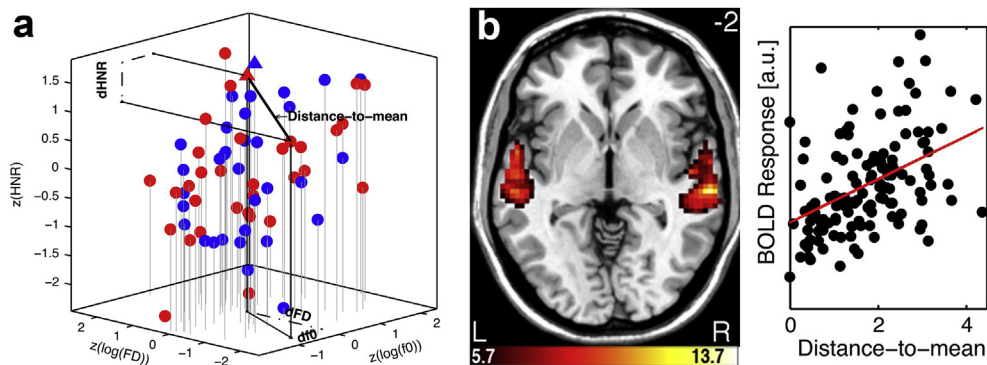 a
z(HNR)
1.5
1
0.5
0
−0.5
−1
−1.5
−2
dHNR
Distance−to−mean
dFD
df0
2
1
0
−1
−2
z(log(FD))
−1
0
1
2
z(log(f0))
b
-2
L
R
5.7
13.7
BOLD Response [a.u.]
0
2
4
Distance−to−mean